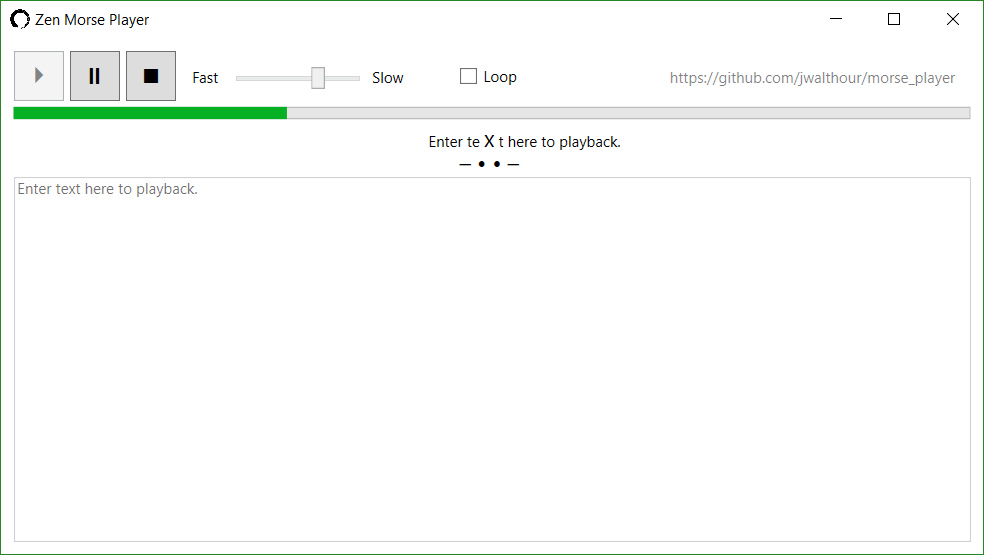 Zen Morse Player
Fast Slow Loop https://github.com/jwalthour/morse_player
Enter te X t here to playback.
— • • —
Enter text here to playback.